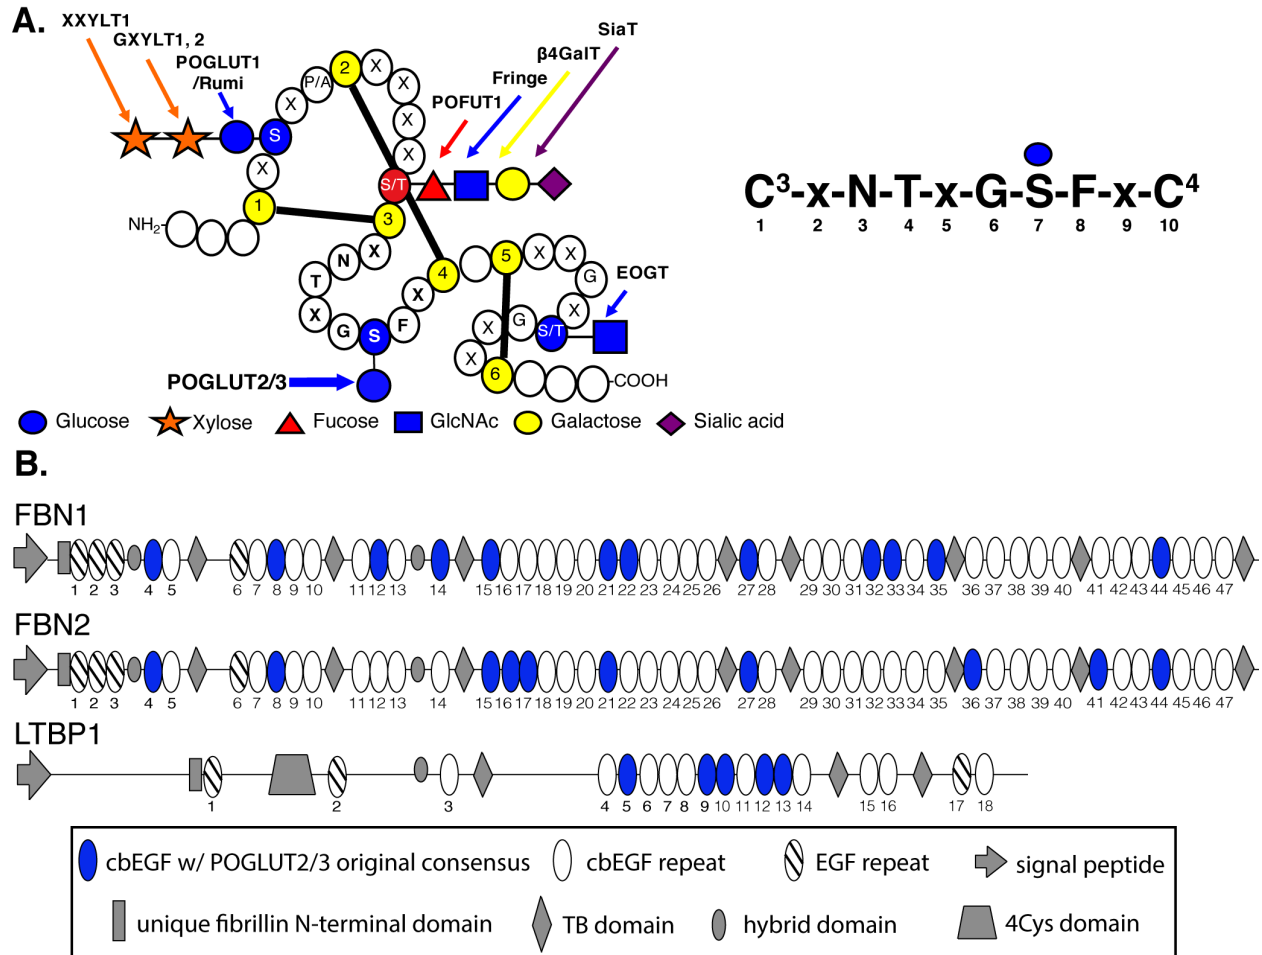 A.
XXYLT1
GXYLT1, 2
POGLUT1
/Rumi
SiaT
β4GalT
Fringe
POFUT1
P/A 2 X X X X
X S X 1
NH2-
S/T
3 X N T X G S F X 4
5 X X G X S/T G X X 6
EOGT
-COOH
POGLUT2/3
C³-x-N-T-x-G-S-F-x-C⁴
1 2 3 4 5 6 7 8 9 10
Glucose Xylose Fucose GlcNAc Galactose Sialic acid
B.
FBN1
1 2 3 4 5 6 7 8 9 10 11 12 13 14 15 16 17 18 19 20 21 22 23 24 25 26 27 28 29 30 31 32 33 34 35 36 37 38 39 40 41 42 43 44 45 46 47
FBN2
1 2 3 4 5 6 7 8 9 10 11 12 13 14 15 16 17 18 19 20 21 22 23 24 25 26 27 28 29 30 31 32 33 34 35 36 37 38 39 40 41 42 43 44 45 46 47
LTBP1
1 2 3 4 5 6 7 8 9 10 11 12 13 14 15 16 17 18
cbEGF w/ POGLUT2/3 original consensus cbEGF repeat EGF repeat signal peptide
unique fibrillin N-terminal domain TB domain hybrid domain 4Cys domain